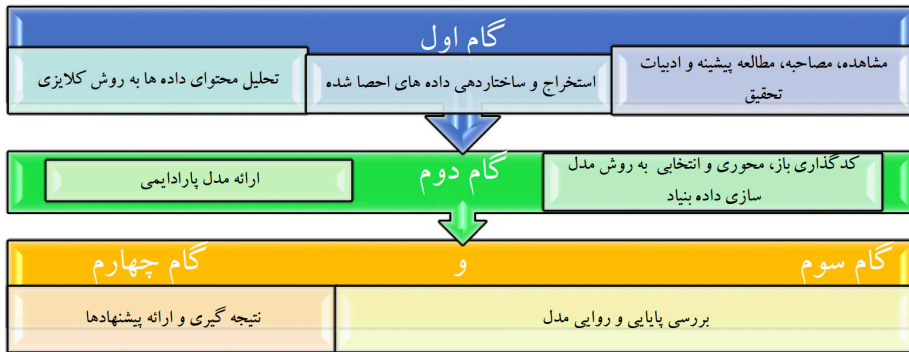 گام اول
مشاهده، مصاحبه، مطالعه پیشینه و ادبیات
تحقیق
استخراج و ساختاردهی داده های احصا شده
تحلیل محتوای داده ها به روش کلایزی
گام دوم
کدگذاری باز، محوری و انتخابی به روش مدل
سازی داده بنیاد
ارائه مدل پارادایمی
گام سوم و گام چهارم
بررسی پایایی و روایی مدل
نتیجه گیری و ارائه پیشنهادها